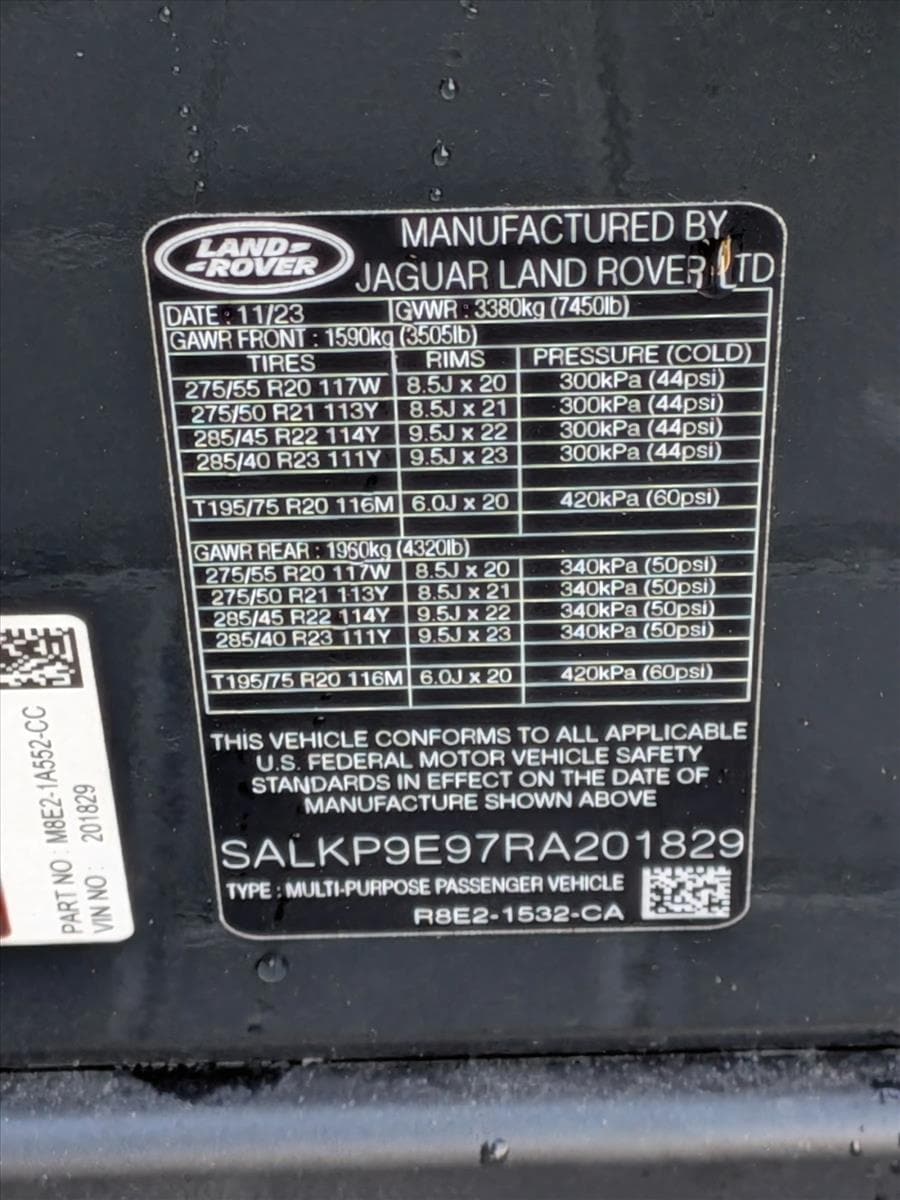 LAND-
-ROVER
MANUFACTURED BY
JAGUAR LAND ROVER LTD
DATE : 11/23 GVWR : 3380kg (7450lb)
GAWR FRONT : 1590kg (3505lb)
TIRES RIMS PRESSURE (COLD)
275/55 R20 117W 8.5J x 20 300kPa (44psi)
275/50 R21 113Y 8.5J x 21 300kPa (44psi)
285/45 R22 114Y 9.5J x 22 300kPa (44psi)
285/40 R23 111Y 9.5J x 23 300kPa (44psi)
T195/75 R20 116M 6.0J x 20 420kPa (60psi)
GAWR REAR : 1960kg (4320lb)
275/55 R20 117W 8.5J x 20 340kPa (50psi)
275/50 R21 113Y 8.5J x 21 340kPa (50psi)
285/45 R22 114Y 9.5J x 22 340kPa (50psi)
285/40 R23 111Y 9.5J x 23 340kPa (50psi)
T195/75 R20 116M 6.0J x 20 420kPa (60psi)
THIS VEHICLE CONFORMS TO ALL APPLICABLE
U.S. FEDERAL MOTOR VEHICLE SAFETY
STANDARDS IN EFFECT ON THE DATE OF
MANUFACTURE SHOWN ABOVE
SALKP9E97RA201829
TYPE : MULTI-PURPOSE PASSENGER VEHICLE
R8E2-1532-CA
PART NO : M8E2-1A552-CC
VIN NO : 201829